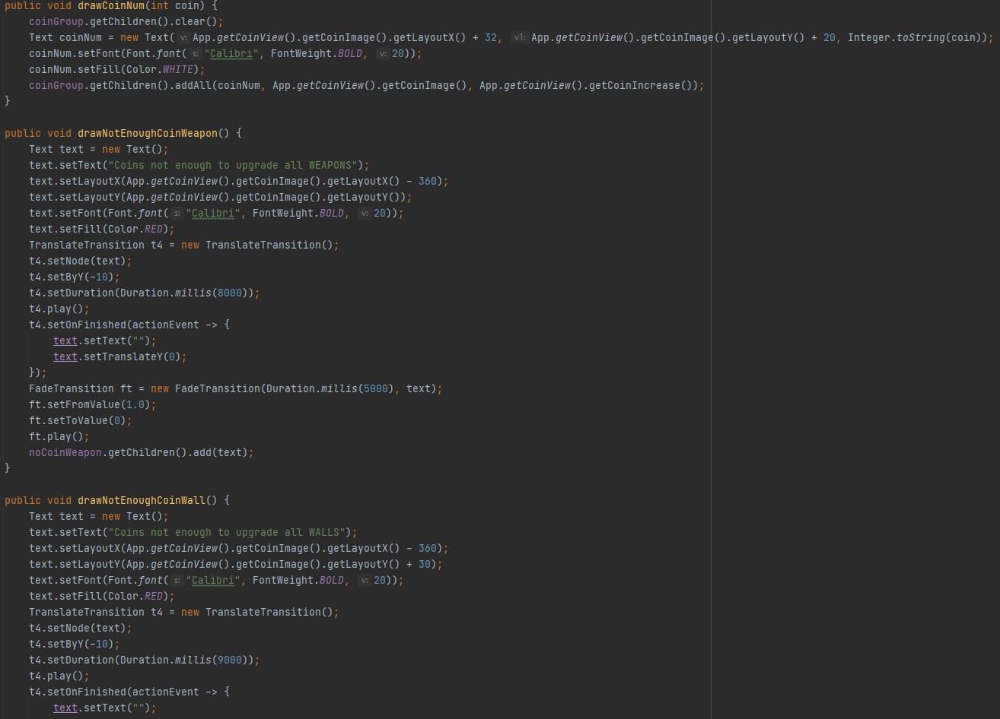 public void drawCoinNum(int coin) {
coinGroup.getChildren().clear();
Text coinNum = new Text( v: App.getCoinView().getCoinImage().getLayoutX() + 32, v1: App.getCoinView().getCoinImage().getLayoutY() + 20, Integer.toString(coin));
coinNum.setFont(Font.font( s: "Calibri", FontWeight.BOLD, v: 20));
coinNum.setFill(Color.WHITE);
coinGroup.getChildren().addAll(coinNum, App.getCoinView().getCoinImage(), App.getCoinView().getCoinIncrease());
}
public void drawNotEnoughCoinWeapon() {
Text text = new Text();
text.setText("Coins not enough to upgrade all WEAPONS");
text.setLayoutX(App.getCoinView().getCoinImage().getLayoutX() - 360);
text.setLayoutY(App.getCoinView().getCoinImage().getLayoutY());
text.setFont(Font.font( s: "Calibri", FontWeight.BOLD, v: 20));
text.setFill(Color.RED);
TranslateTransition t4 = new TranslateTransition();
t4.setNode(text);
t4.setByY(-10);
t4.setDuration(Duration.millis(8000));
t4.play();
t4.setOnFinished(actionEvent -> {
text.setText("");
text.setTranslateY(0);
});
FadeTransition ft = new FadeTransition(Duration.millis(5000), text);
ft.setFromValue(1.0);
ft.setToValue(0);
ft.play();
noCoinWeapon.getChildren().add(text);
}
public void drawNotEnoughCoinWall() {
Text text = new Text();
text.setText("Coins not enough to upgrade all WALLS");
text.setLayoutX(App.getCoinView().getCoinImage().getLayoutX() - 360);
text.setLayoutY(App.getCoinView().getCoinImage().getLayoutY() + 30);
text.setFont(Font.font( s: "Calibri", FontWeight.BOLD, v: 20));
text.setFill(Color.RED);
TranslateTransition t4 = new TranslateTransition();
t4.setNode(text);
t4.setByY(-10);
t4.setDuration(Duration.millis(9000));
t4.play();
t4.setOnFinished(actionEvent -> {
text.setText("");